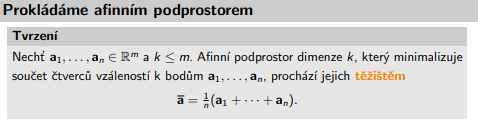 Prokládáme afinním podprostorem
Tvrzení
Nechť a₁, . . . , aₙ ∈ ℝᵐ a k ≤ m. Afinní podprostor dimenze k, který minimalizuje
součet čtverců vzáleností k bodům a₁, . . . , aₙ, prochází jejich těžištěm
a̅ = 1/n (a₁ + · · · + aₙ).